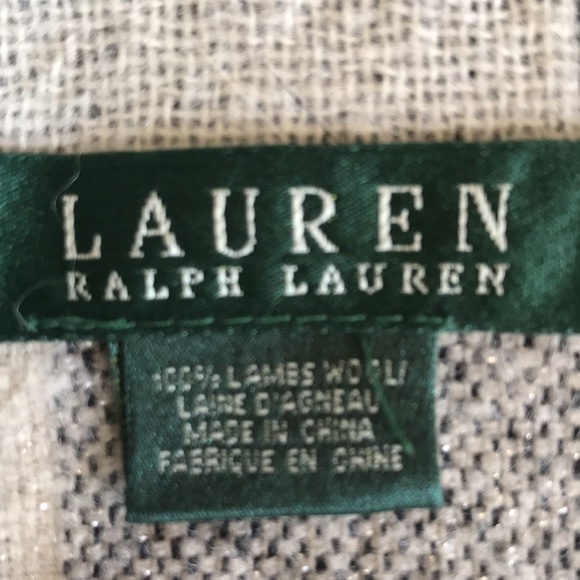 LAUREN
RALPH LAUREN
100% LAMBS WOOL/
LAINE D'AGNEAU
MADE IN CHINA
FABRIQUE EN CHINE